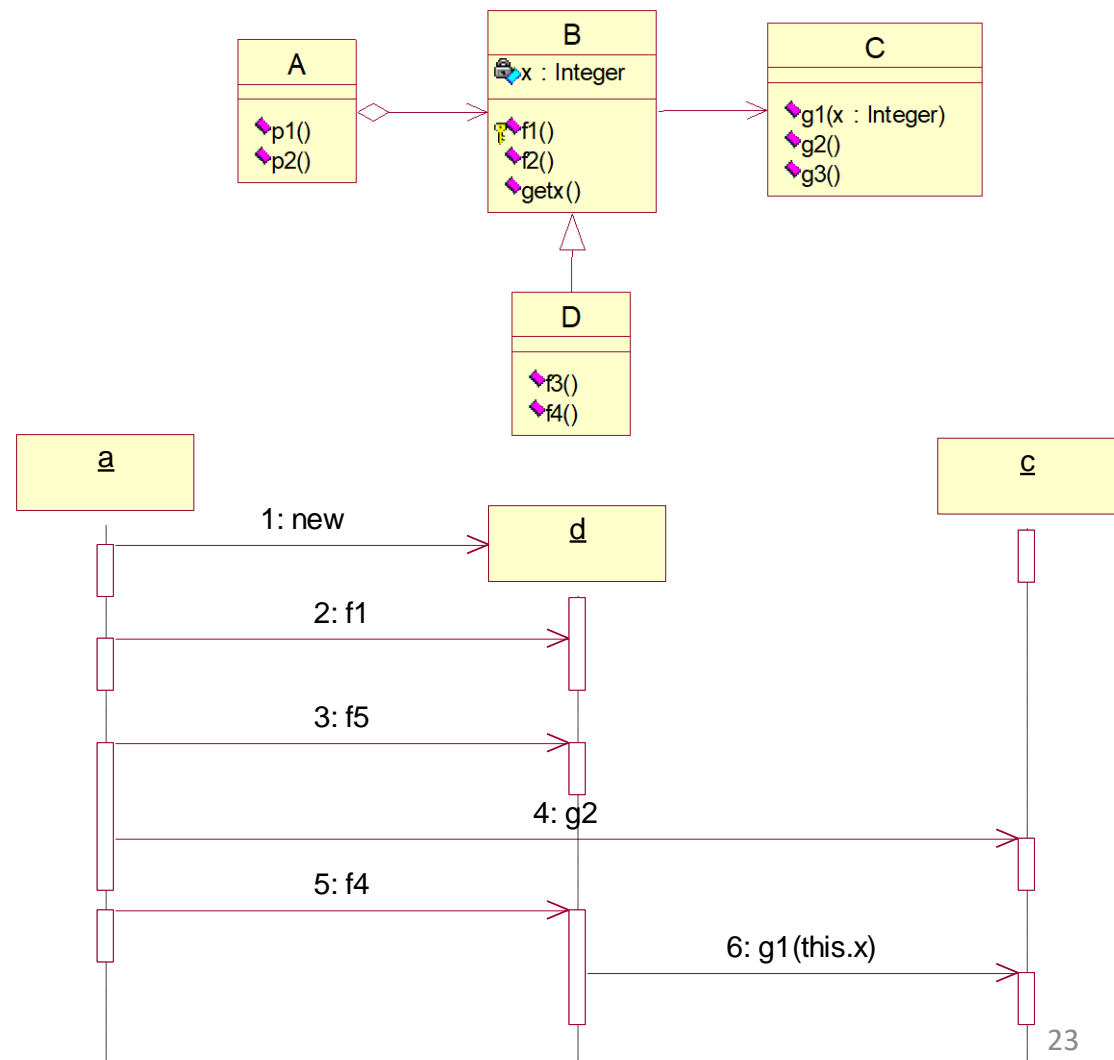 A
p1()
p2()
B
x : Integer
f1()
f2()
getx()
C
g1(x : Integer)
g2()
g3()
D
f3()
f4()
a
c
d
1: new
2: f1
3: f5
4: g2
5: f4
6: g1(this.x)
23